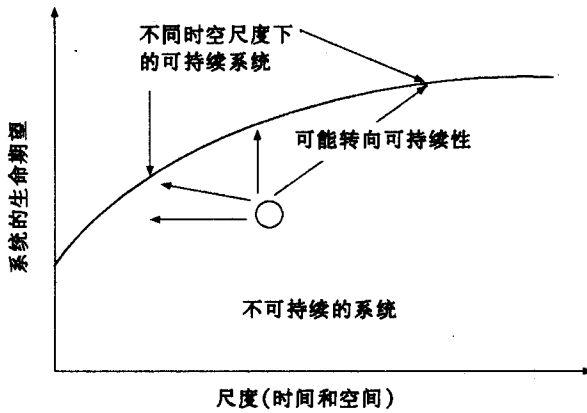 不同时空尺度下
的可持续系统
可能转向可持续性
系统的生命期望
不可持续的系统
尺度(时间和空间)